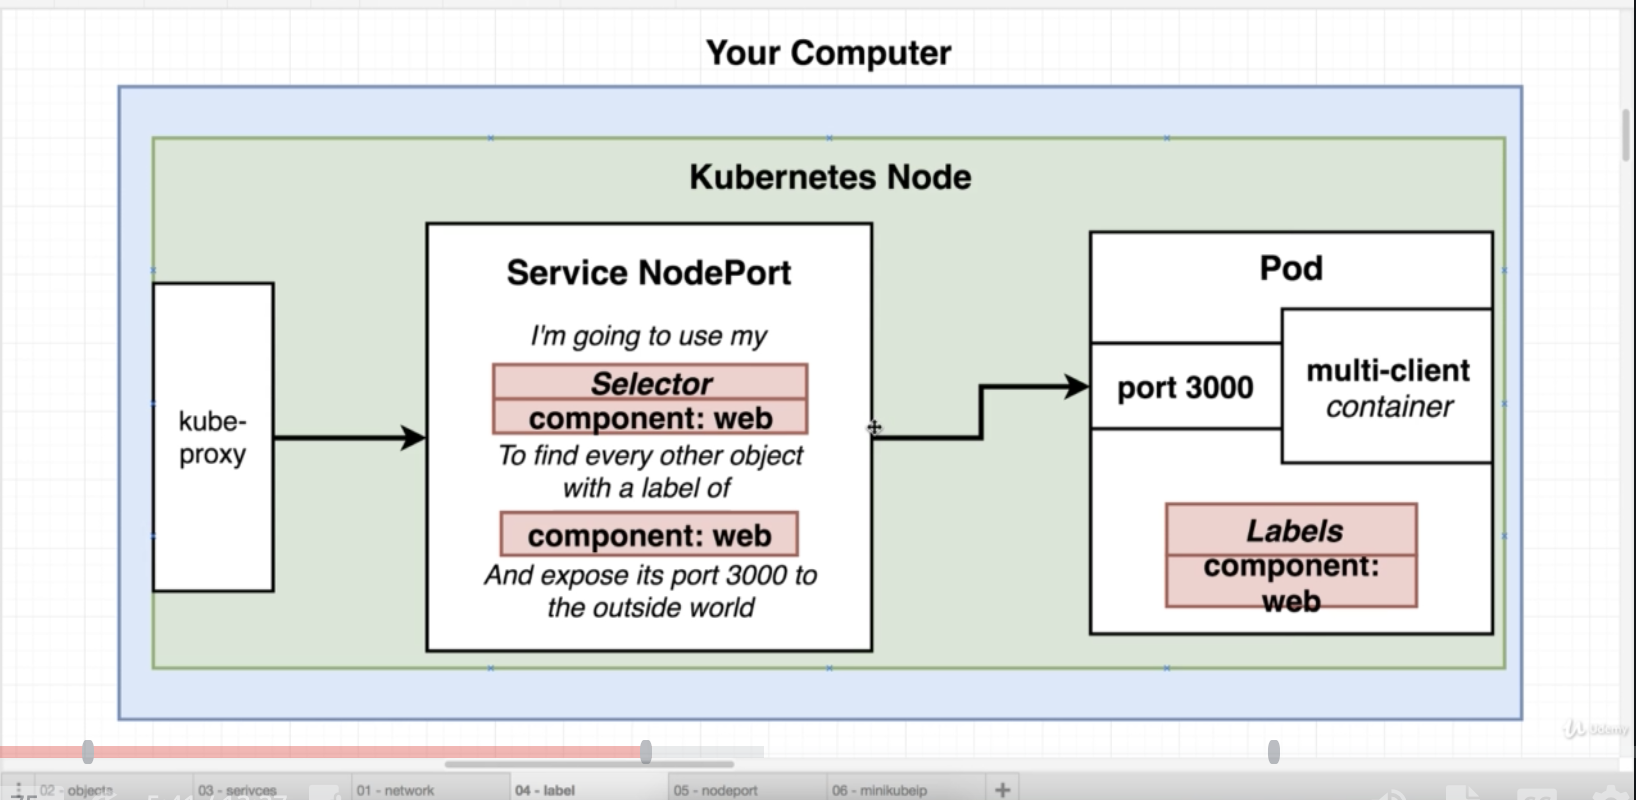 Your Computer
Kubernetes Node
kube-
proxy
Service NodePort
I'm going to use my
Selector
component: web
To find every other object
with a label of
component: web
And expose its port 3000 to
the outside world
Pod
port 3000
multi-client
container
Labels
component:
web
Udemy
02 - objects
03 - serivces
01 - network
04 - label
05 - nodeport
06 - minikubeip